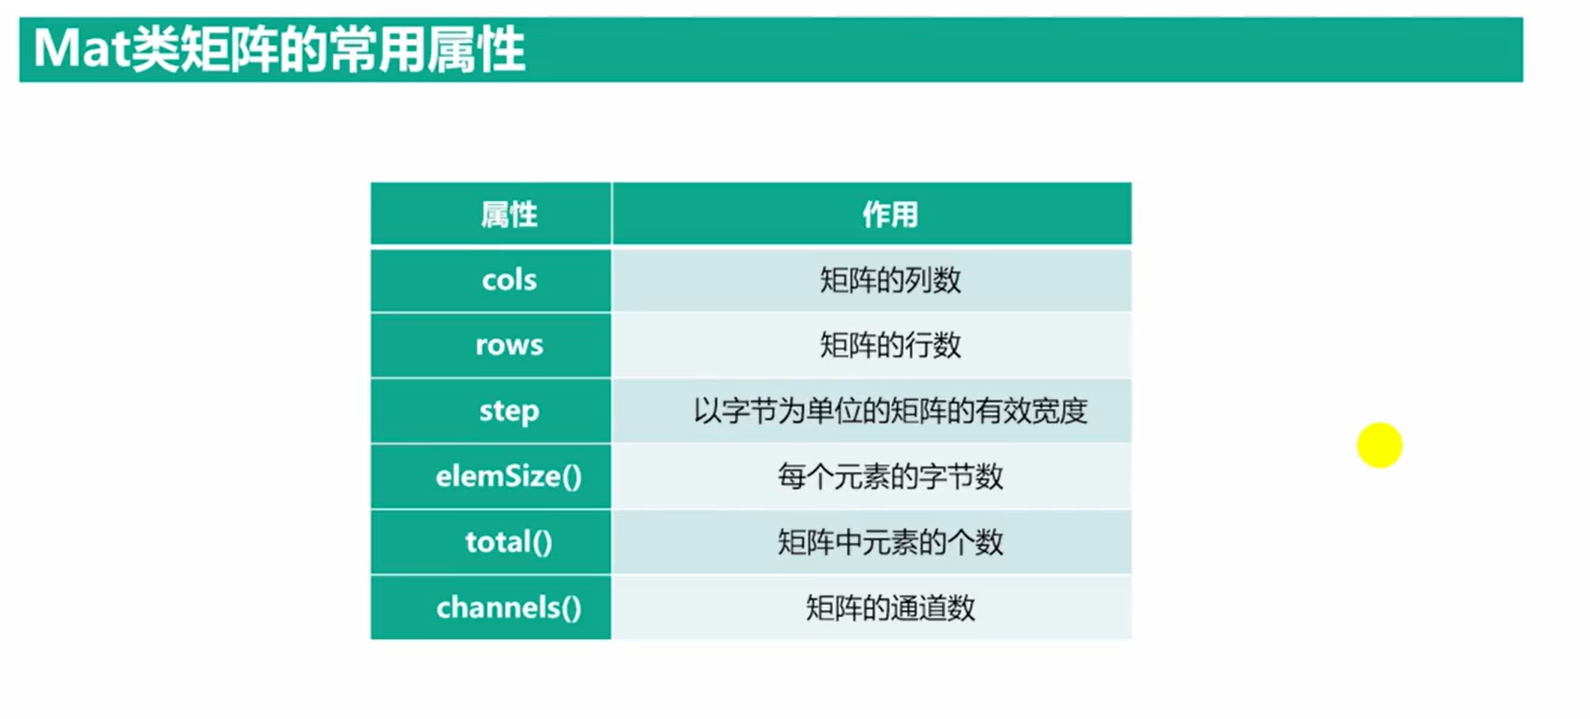 Mat类矩阵的常用属性
属性 作用
cols 矩阵的列数
rows 矩阵的行数
step 以字节为单位的矩阵的有效宽度
elemSize() 每个元素的字节数
total() 矩阵中元素的个数
channels() 矩阵的通道数